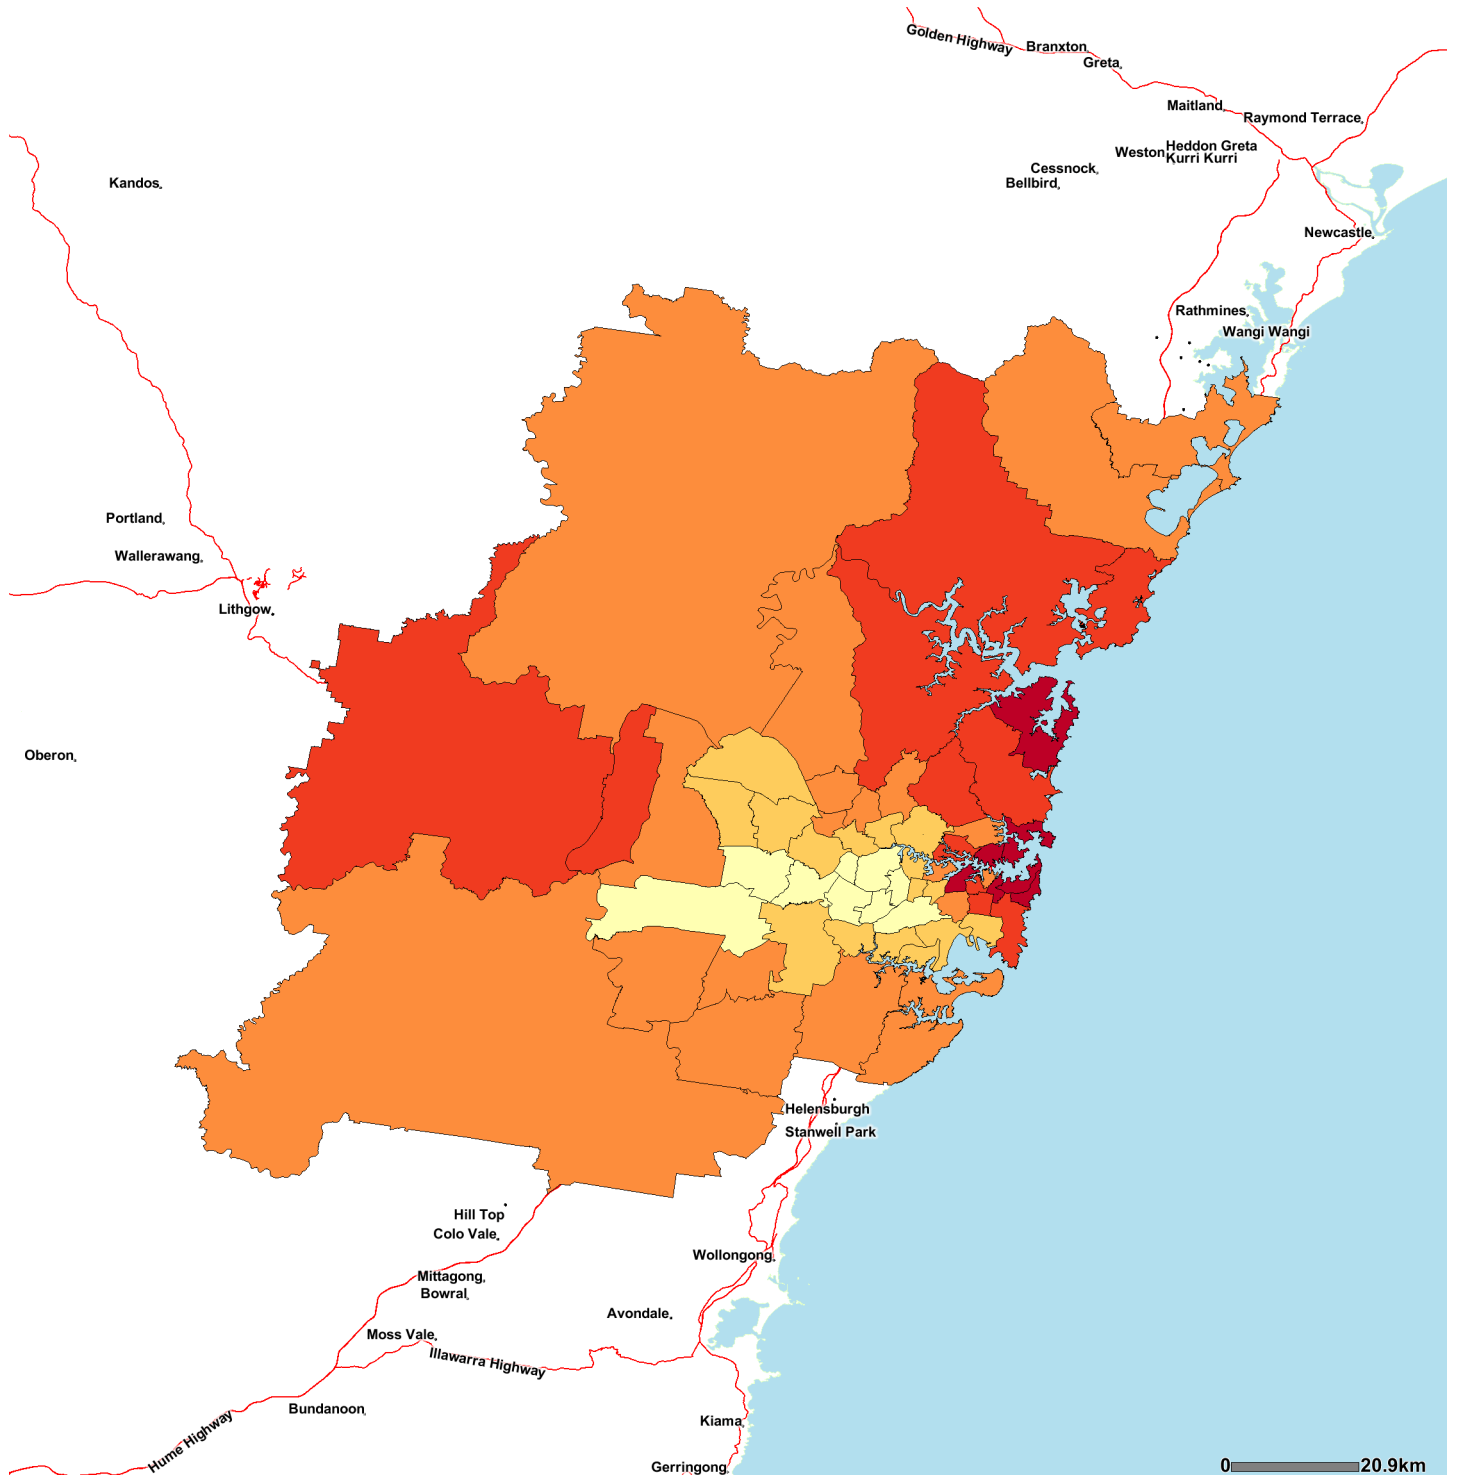 Golden Highway
Branxton
Greta
Maitland
Raymond Terrace
Heddon Greta
Weston
Kurri Kurri
Cessnock
Bellbird
Kandos
Newcastle
Rathmines
Wangi Wangi
Portland
Wallerawang
Lithgow
Oberon
Helensburgh
Stanwell Park
Hill Top
Colo Vale
Wollongong
Mittagong
Bowral
Avondale
Moss Vale
Illawarra Highway
Bundanoon
Hume Highway
Kiama
Gerringong
0 20.9km